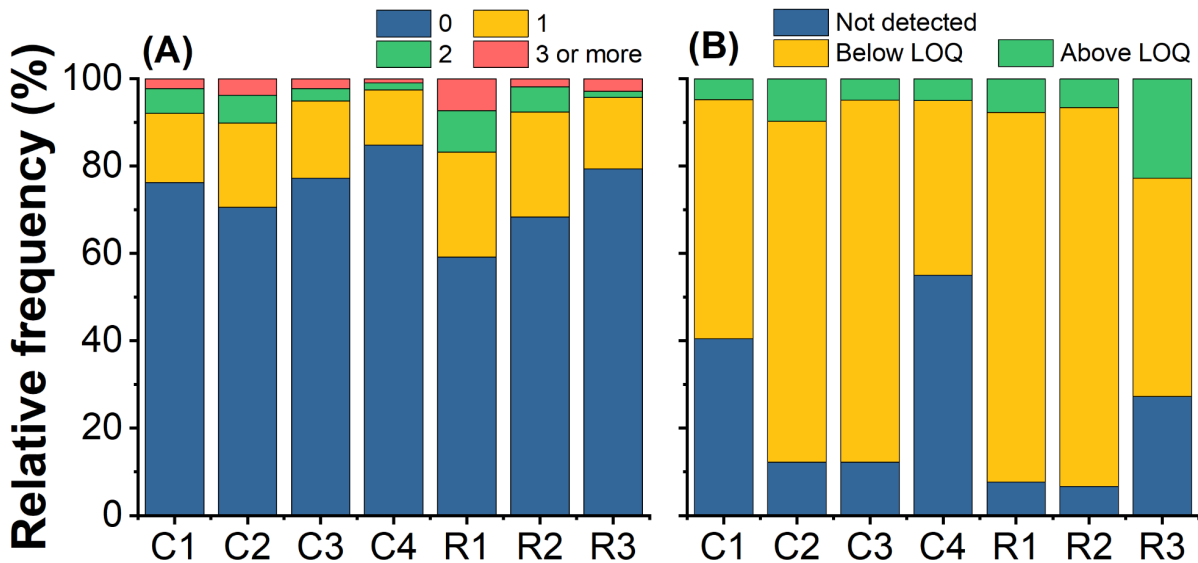 (A)
0 1
2 3 or more
(B)
Not detected
Below LOQ Above LOQ
Relative frequency (%)
100
80
60
40
20
0
C1 C2 C3 C4 R1 R2 R3
C1 C2 C3 C4 R1 R2 R3